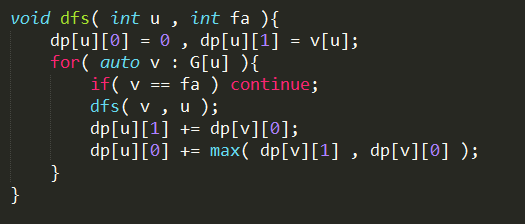 void dfs( int u , int fa ){
    dp[u][0] = 0 , dp[u][1] = v[u];
    for( auto v : G[u] ){
        if( v == fa ) continue;
        dfs( v , u );
        dp[u][1] += dp[v][0];
        dp[u][0] += max( dp[v][1] , dp[v][0] );
    }
}